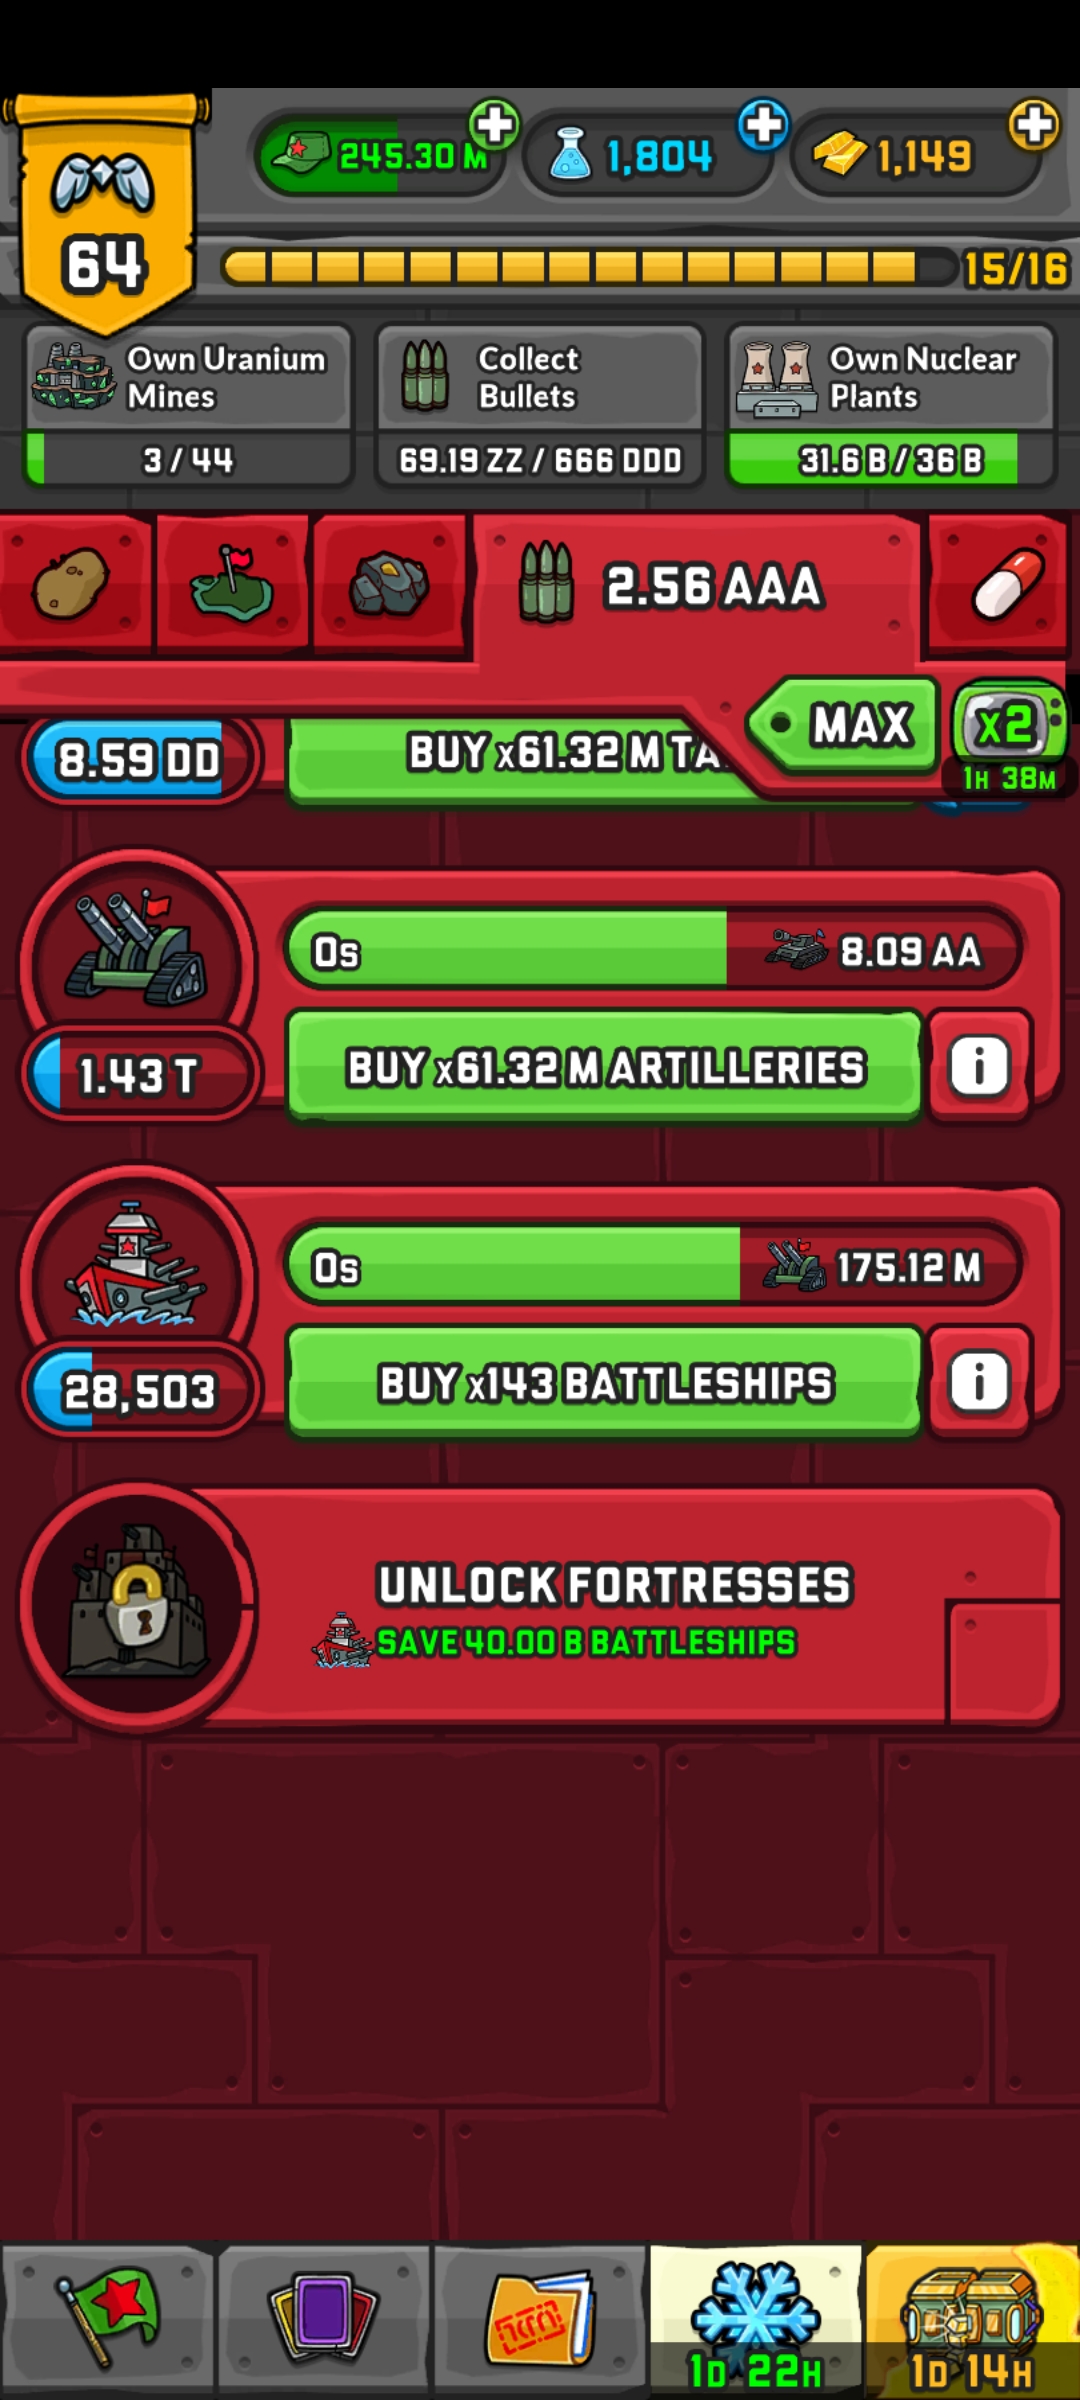 64
245.30 M
1,804
1,149
15/16
Own Uranium
Mines
3 / 44
Collect
Bullets
69.19 ZZ / 666 DDD
Own Nuclear
Plants
31.6 B / 36 B
2.56 AAA
MAX
x2
1H 38M
8.59 DD
BUY x61.32 M TA
0s
8.09 AA
1.43 T
BUY x61.32 M ARTILLERIES
i
0s
175.12 M
28,503
BUY x143 BATTLESHIPS
i
UNLOCK FORTRESSES
SAVE 40.00 B BATTLESHIPS
1D 22H
1D 14H